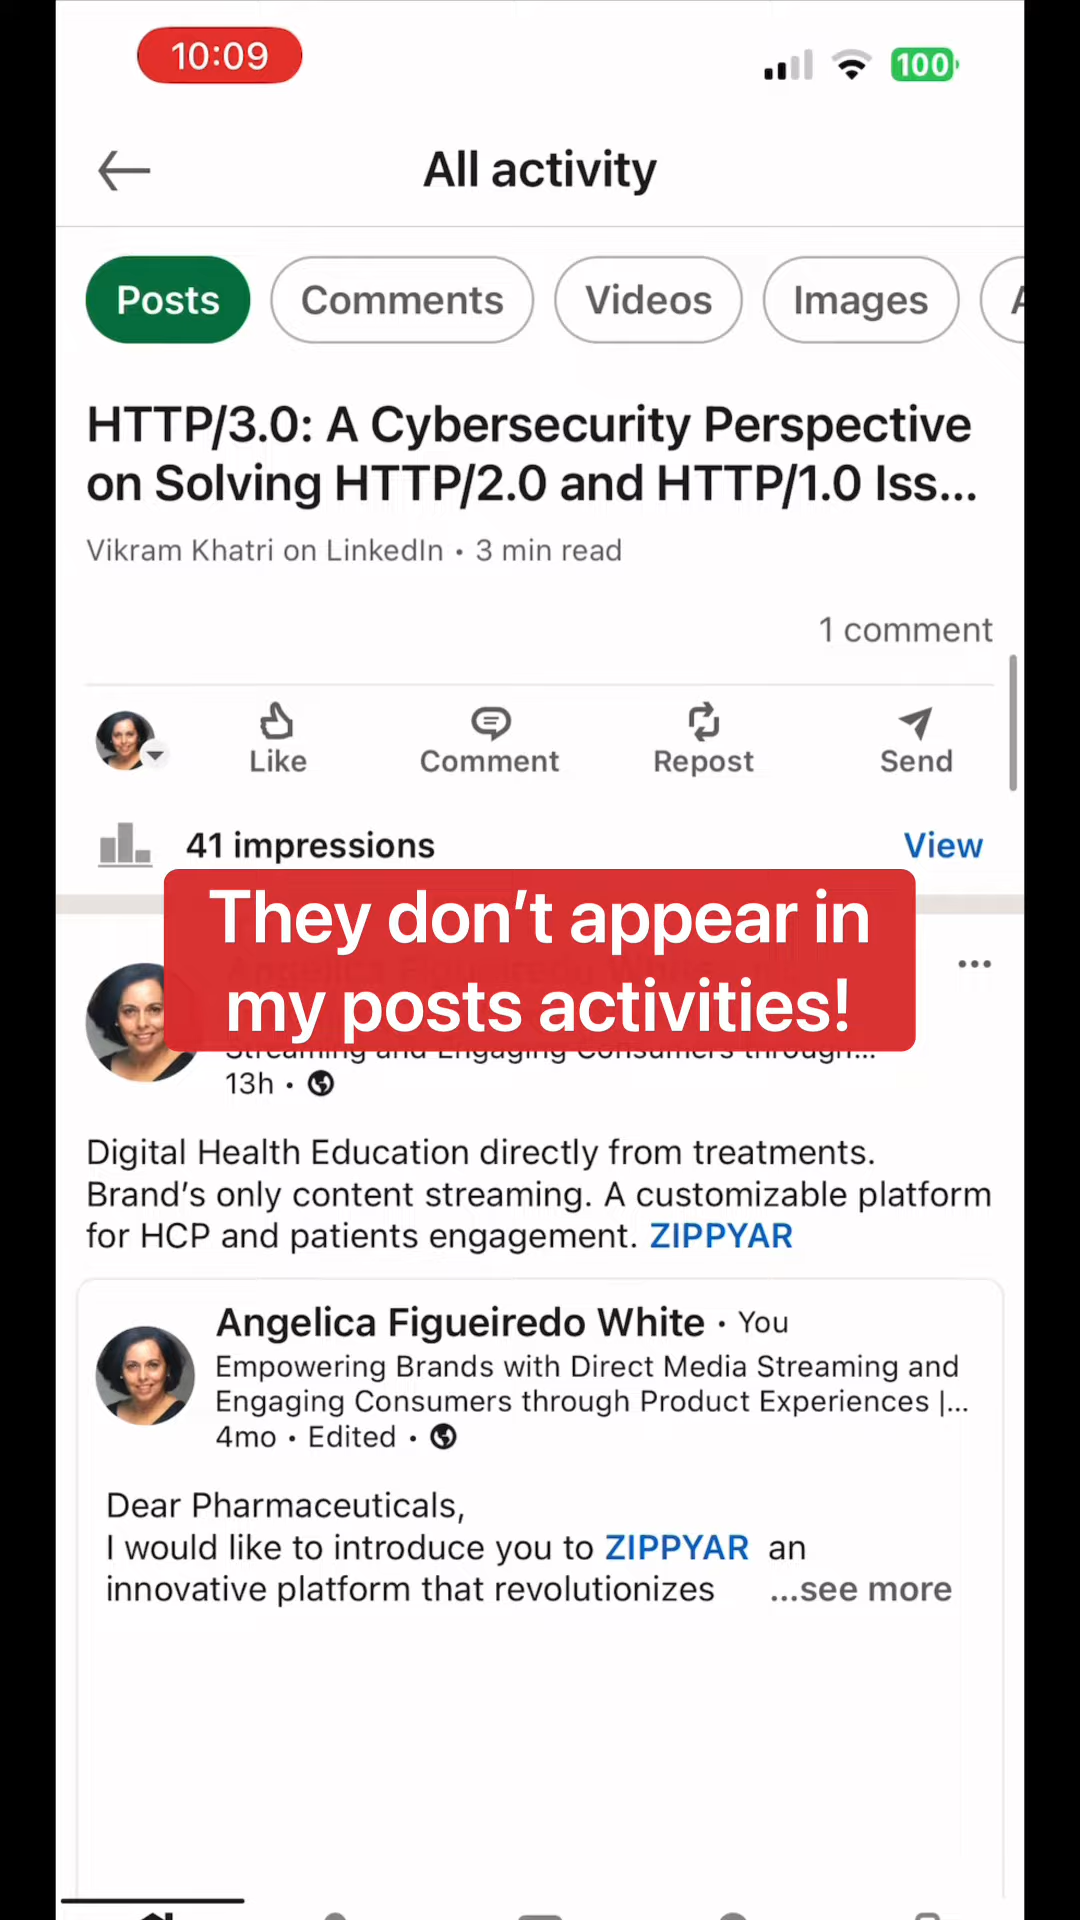 10:09
100
All activity
Posts
Comments
Videos
Images
HTTP/3.0: A Cybersecurity Perspective
on Solving HTTP/2.0 and HTTP/1.0 Iss...
Vikram Khatri on LinkedIn • 3 min read
1 comment
Like
Comment
Repost
Send
41 impressions
View
They don’t appear in
my posts activities!
Streaming and Engaging Consumers through...
13h •
Digital Health Education directly from treatments.
Brand’s only content streaming. A customizable platform
for HCP and patients engagement. ZIPPYAR
Angelica Figueiredo White • You
Empowering Brands with Direct Media Streaming and
Engaging Consumers through Product Experiences |...
4mo • Edited •
Dear Pharmaceuticals,
I would like to introduce you to ZIPPYAR an
innovative platform that revolutionizes ...see more